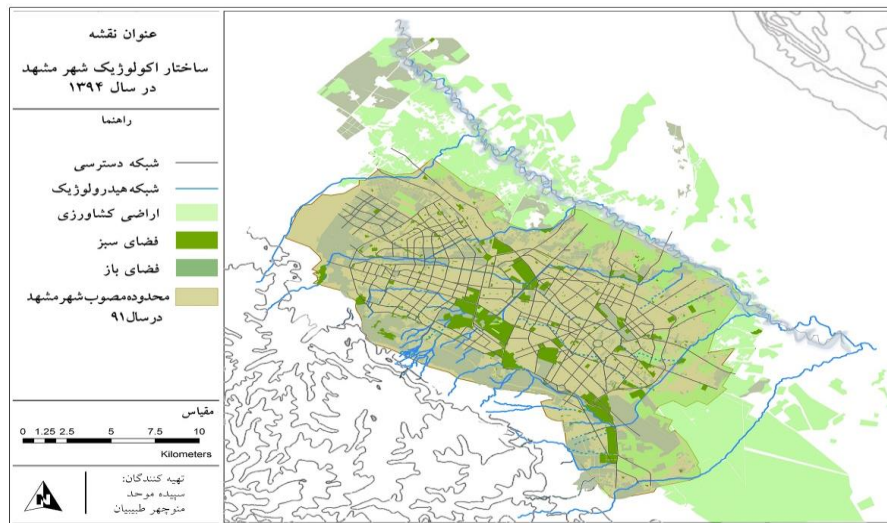 عنوان نقشه
ساختار اکولوژیک شهر مشهد
در سال ۱۳۹۴
راهنما
شبکه دسترسی
شبکه هیدرولوژیک
اراضی کشاورزی
فضای سبز
فضای باز
محدوده مصوب شهر مشهد
در سال ۹۱
مقیاس
0 1.25 2.5 5 7.5 10
Kilometers
N
تهیه کنندگان:
سپیده موحد
منوچهر طبیبیان